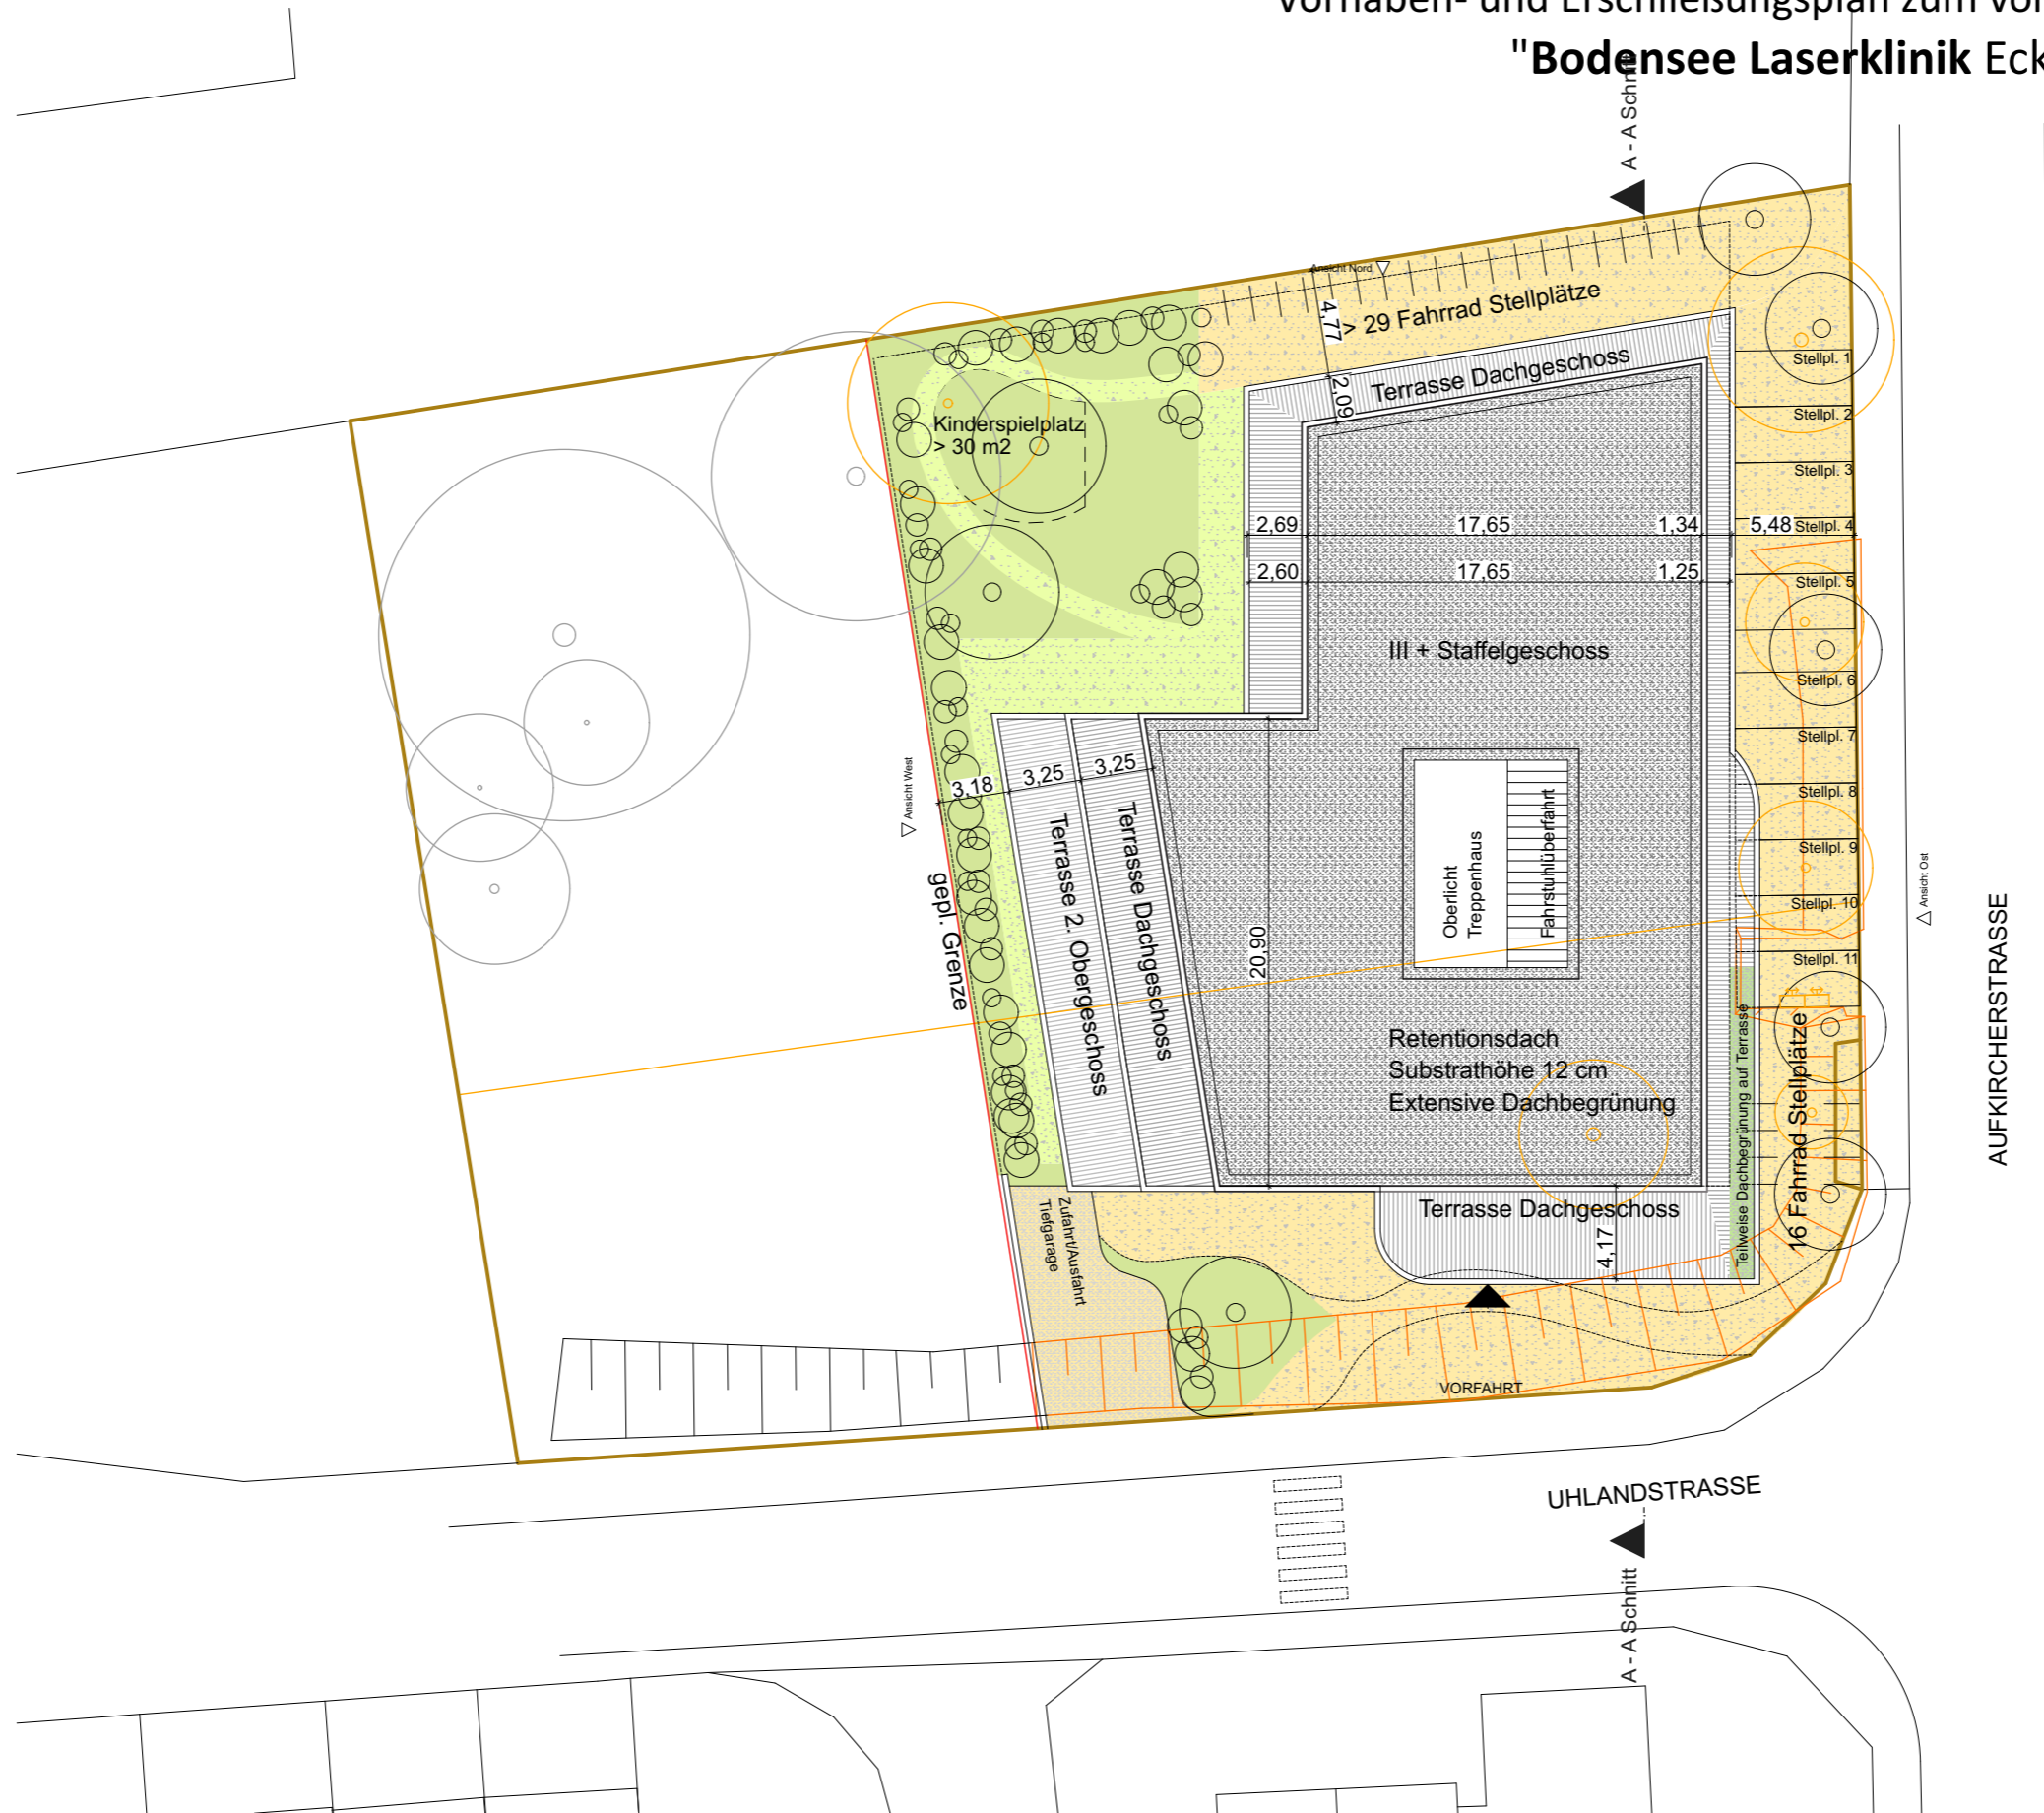 Vorhaben- und Erschließungsplan zum
"Bodensee Laserklinik Eck
A - A Schnitt
Ansicht Nord
4,77
> 29 Fahrrad Stellplätze
2,09
Terrasse Dachgeschoss
Stellpl. 1
Stellpl. 2
Stellpl. 3
Stellpl. 4
Stellpl. 5
Stellpl. 6
Stellpl. 7
Stellpl. 8
Stellpl. 9
Stellpl. 10
Stellpl. 11
Kinderspielplatz
> 30 m2
2,69
17,65
1,34
5,48
2,60
17,65
1,25
III + Staffelgeschoss
Ansicht West
3,18
3,25
3,25
Terrasse 2. Obergeschoss
Terrasse Dachgeschoss
gepl. Grenze
20,90
Oberlicht
Treppenhaus
Fahrstuhlüberfahrt
Ansicht Ost
AUFKIRCHERSTRASSE
Retentionsdach
Substrathöhe 12 cm
Extensive Dachbegrünung
Teilweise Dachbegrünung auf Terrasse
16 Fahrrad Stellplätze
Zufahrt/Ausfahrt
Tiefgarage
Terrasse Dachgeschoss
4,17
VORFAHRT
UHLANDSTRASSE
A - A Schnitt